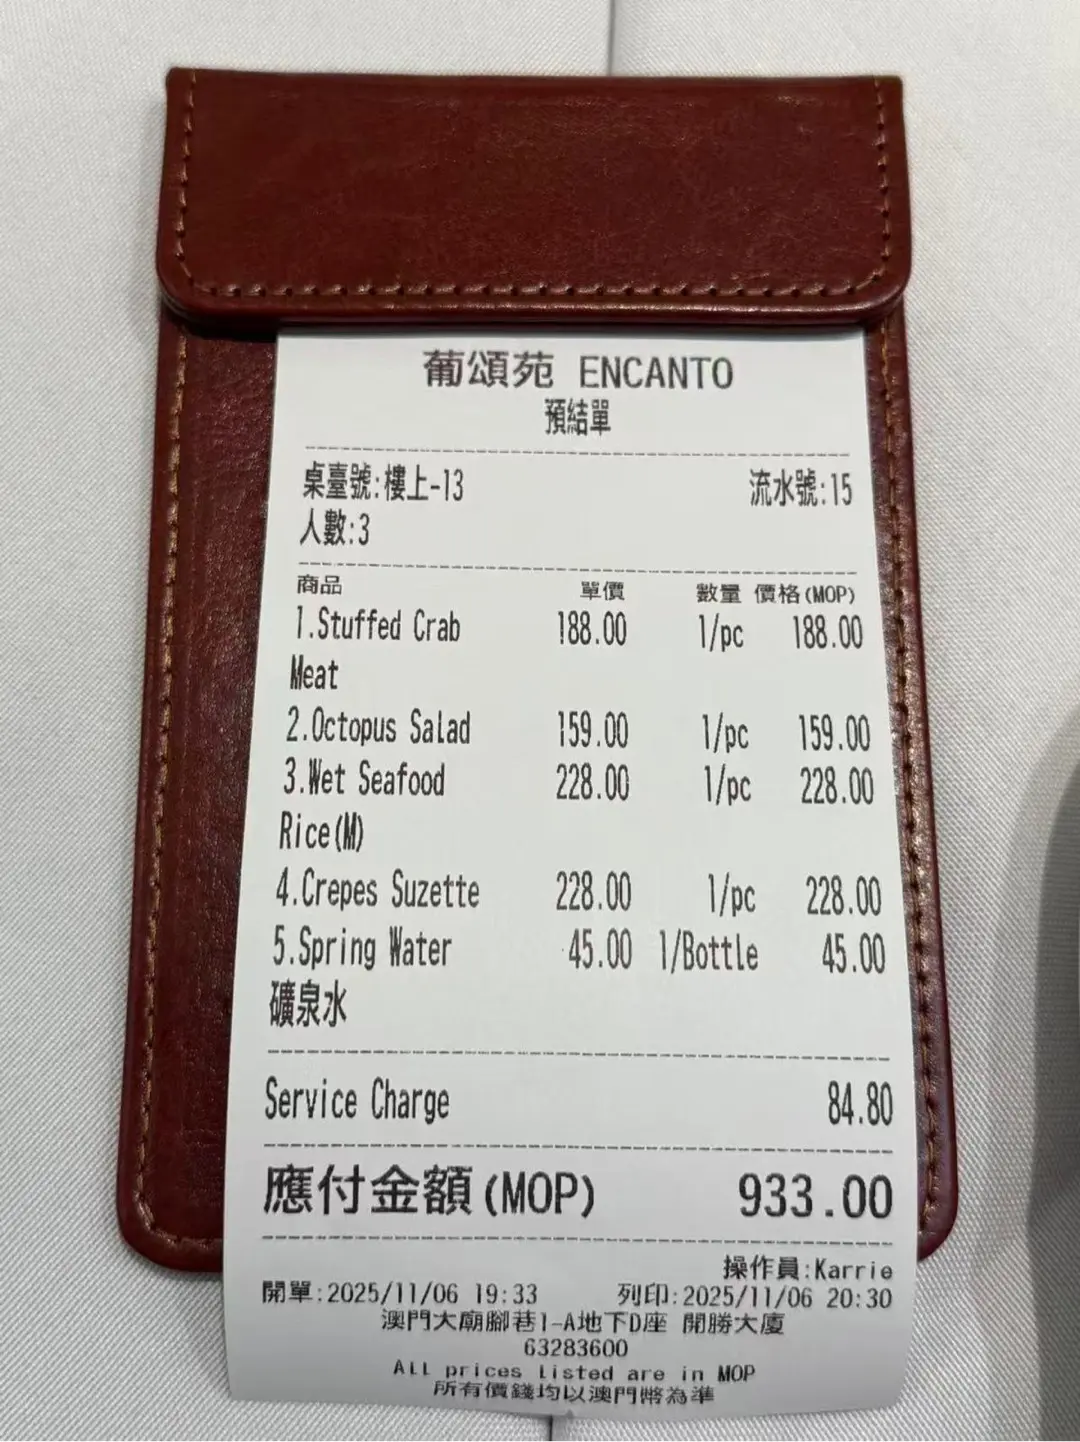 葡頌苑 ENCANTO
預結單
桌臺號:樓上-13 流水號:15
人數:3
商品 單價 數量 價格(MOP)
1.Stuffed Crab 188.00 1/pc 188.00
Meat
2.Octopus Salad 159.00 1/pc 159.00
3.Wet Seafood 228.00 1/pc 228.00
Rice(M)
4.Crepes Suzette 228.00 1/pc 228.00
5.Spring Water 45.00 1/Bottle 45.00
礦泉水
Service Charge 84.80
應付金額(MOP) 933.00
操作員:Karrie
開單:2025/11/06 19:33 列印:2025/11/06 20:30
澳門大廟腳巷1-A地下D座 開勝大廈
63283600
All prices listed are in MOP
所有價錢均以澳門幣為準